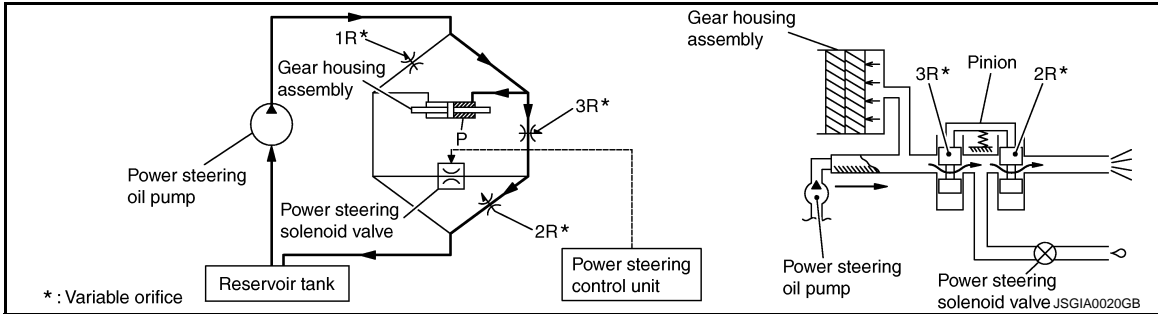 1R*
Gear housing
assembly
3R*
P
Power steering
oil pump
Power steering
solenoid valve
2R*
Reservoir tank
Power steering
control unit
* : Variable orifice
Gear housing
assembly
3R*
Pinion
2R*
Power steering
oil pump
Power steering
solenoid valve
JSGIA0020GB